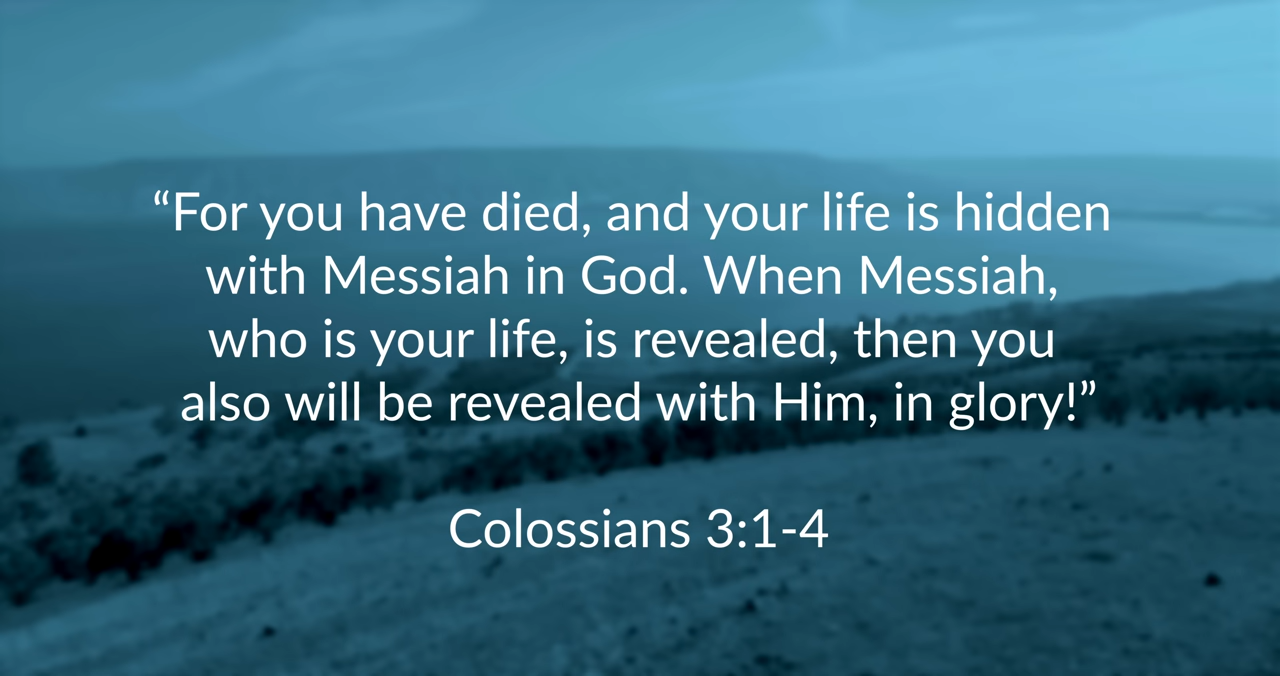 “For you have died, and your life is hidden
with Messiah in God. When Messiah,
who is your life, is revealed, then you
also will be revealed with Him, in glory!”
Colossians 3:1-4